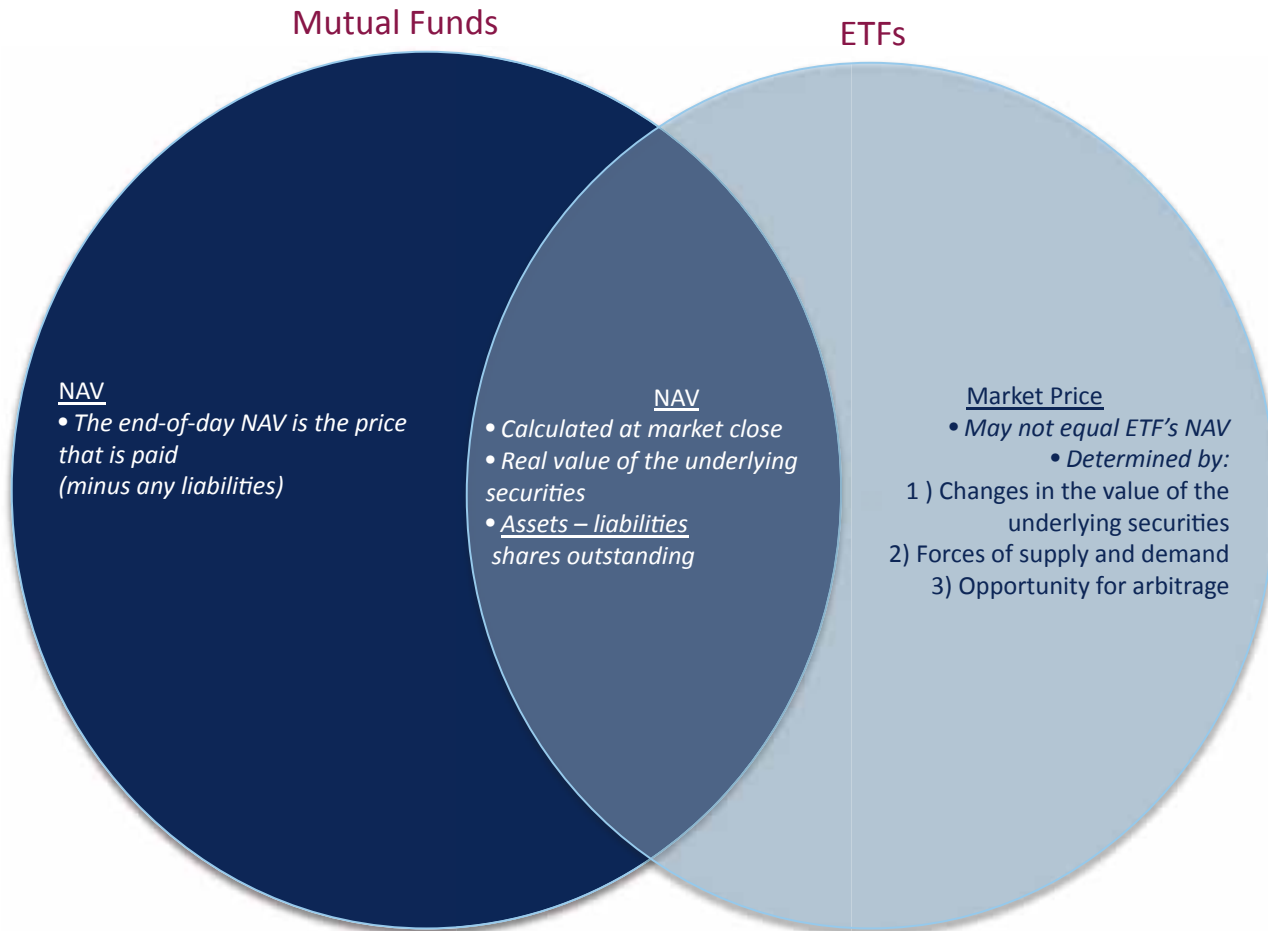 Mutual Funds
ETFs
NAV
• The end-of-day NAV is the price
that is paid
(minus any liabilities)
NAV
• Calculated at market close
• Real value of the underlying
securities
• Assets – liabilities
shares outstanding
Market Price
• May not equal ETF’s NAV
• Determined by:
1 ) Changes in the value of the
underlying securities
2) Forces of supply and demand
3) Opportunity for arbitrage